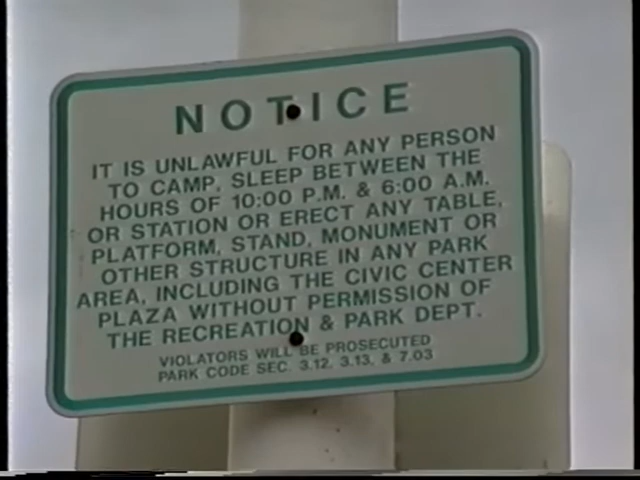 NOTICE
IT IS UNLAWFUL FOR ANY PERSON
TO CAMP, SLEEP BETWEEN THE
HOURS OF 10:00 P.M. & 6:00 A.M.
OR STATION OR ERECT ANY TABLE,
PLATFORM, STAND, MONUMENT OR
OTHER STRUCTURE IN ANY PARK
AREA, INCLUDING THE CIVIC CENTER
PLAZA WITHOUT PERMISSION OF
THE RECREATION & PARK DEPT.
VIOLATORS WILL BE PROSECUTED
PARK CODE SEC. 3.12, 3.13, & 7.03